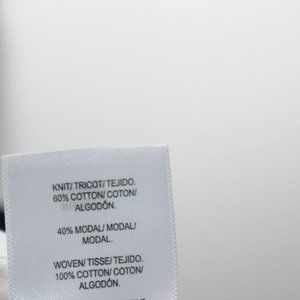 KNIT/ TRICOT/ TEJIDO.
60% COTTON/ COTON/
ALGODÓN.
40% MODAL/ MODAL/
MODAL.
WOVEN/ TISSE/ TEJIDO.
100% COTTON/ COTON/
ALGODÓN.